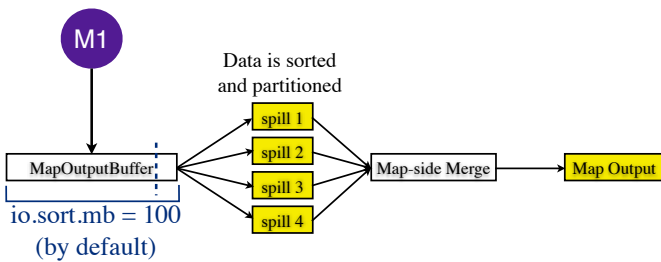 M1
Data is sorted
and partitioned
spill 1
spill 2
spill 3
spill 4
MapOutputBuffer
Map-side Merge
Map Output
io.sort.mb = 100
(by default)